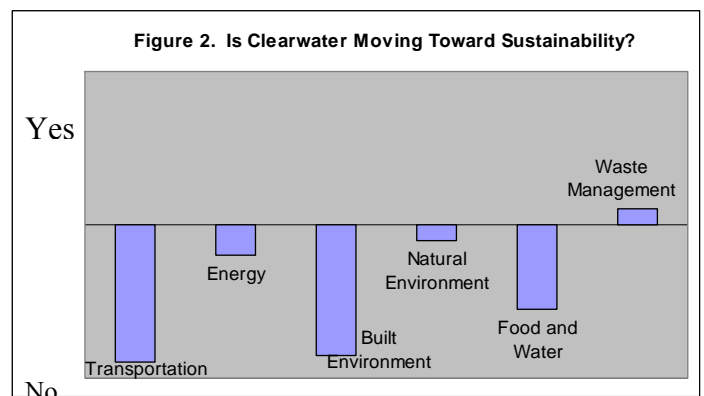 Figure 2. Is Clearwater Moving Toward Sustainability?
Yes
Waste
Management
Energy
Natural
Environment
Food and
Water
Built
Environment
Transportation
No